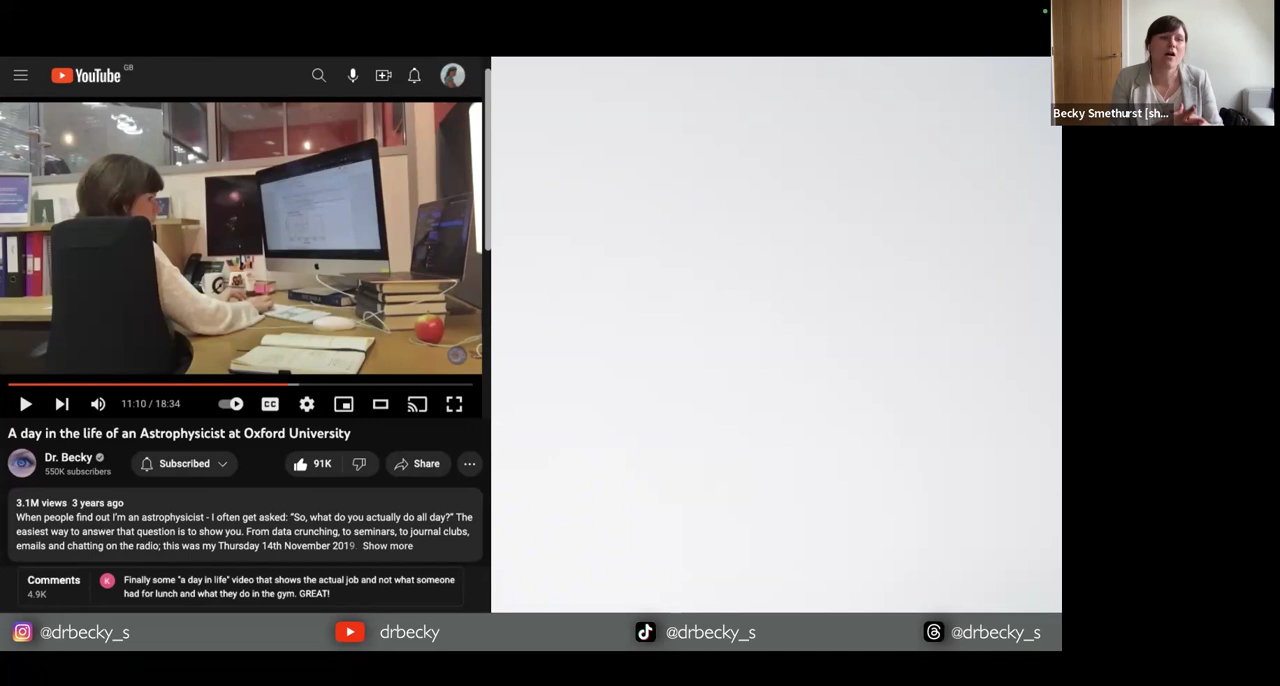 YouTube
GB
Becky Smethurst [sh...
11:10 / 18:34
CC
A day in the life of an Astrophysicist at Oxford University
Dr. Becky
550K subscribers
Subscribed
91K
Share
3.1M views 3 years ago
When people find out I'm an astrophysicist - I often get asked: "So, what do you actually do all day?" The
easiest way to answer that question is to show you. From data crunching, to seminars, to journal clubs,
emails and chatting on the radio; this was my Thursday 14th November 2019. Show more
Comments
4.9K
K
Finally some "a day in life" video that shows the actual job and not what someone
had for lunch and what they do in the gym. GREAT!
@drbecky_s
drbecky
@drbecky_s
@drbecky_s